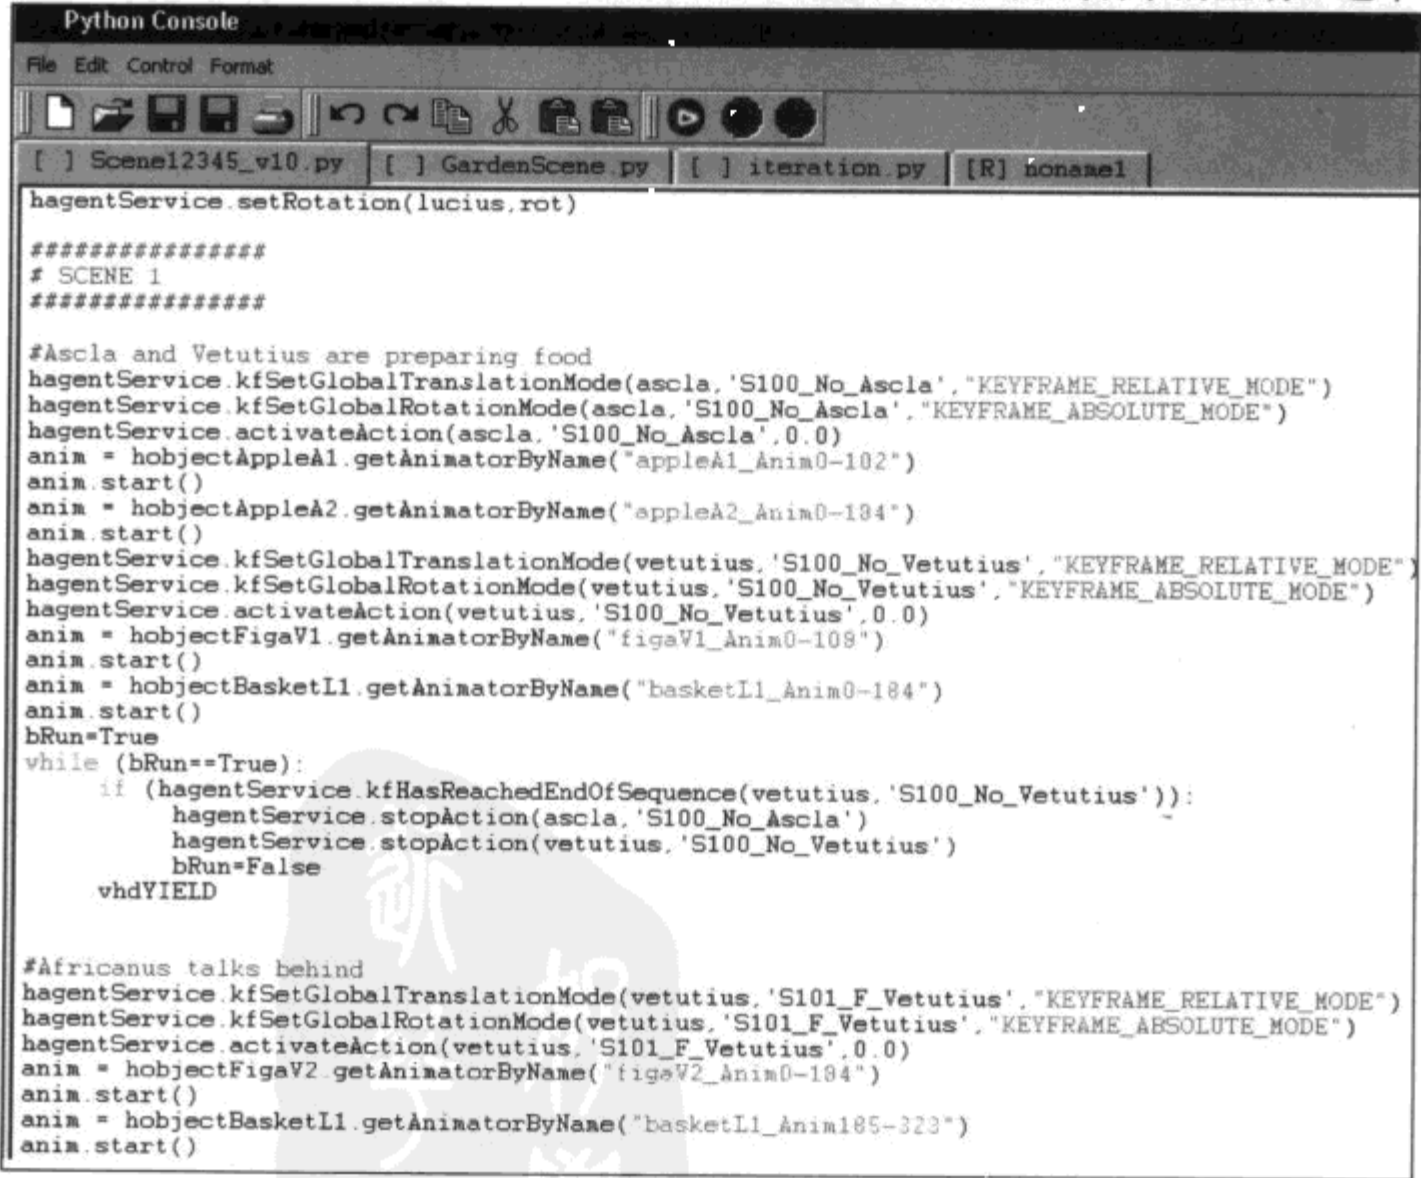 Python Console
File Edit Control Format
[ ] Scene12345_v10.py [ ] GardenScene.py [ ] iteration.py [R] noname1
hagentService.setRotation(lucius,rot)
################
# SCENE 1
################
#Ascla and Vetutius are preparing food
hagentService.kfSetGlobalTranslationMode(ascla,'S100_No_Ascla',"KEYFRAME_RELATIVE_MODE")
hagentService.kfSetGlobalRotationMode(ascla,'S100_No_Ascla',"KEYFRAME_ABSOLUTE_MODE")
hagentService.activateAction(ascla,'S100_No_Ascla',0.0)
anim = hobjectAppleA1.getAnimatorByName("appleA1_Anim0-102")
anim.start()
anim = hobjectAppleA2.getAnimatorByName("appleA2_Anim0-184")
anim.start()
hagentService.kfSetGlobalTranslationMode(vetutius,'S100_No_Vetutius',"KEYFRAME_RELATIVE_MODE")
hagentService.kfSetGlobalRotationMode(vetutius,'S100_No_Vetutius',"KEYFRAME_ABSOLUTE_MODE")
hagentService.activateAction(vetutius,'S100_No_Vetutius',0.0)
anim = hobjectFigaV1.getAnimatorByName("figaV1_Anim0-108")
anim.start()
anim = hobjectBasketL1.getAnimatorByName("basketL1_Anim0-184")
anim.start()
bRun=True
while (bRun==True):
if (hagentService.kfHasReachedEndOfSequence(vetutius,'S100_No_Vetutius')):
hagentService.stopAction(ascla,'S100_No_Ascla')
hagentService.stopAction(vetutius,'S100_No_Vetutius')
bRun=False
vhdYIELD
#Africanus talks behind
hagentService.kfSetGlobalTranslationMode(vetutius,'S101_F_Vetutius',"KEYFRAME_RELATIVE_MODE")
hagentService.kfSetGlobalRotationMode(vetutius,'S101_F_Vetutius',"KEYFRAME_ABSOLUTE_MODE")
hagentService.activateAction(vetutius,'S101_F_Vetutius',0.0)
anim = hobjectFigaV2.getAnimatorByName("figaV2_Anim0-184")
anim.start()
anim = hobjectBasketL1.getAnimatorByName("basketL1_Anim185-323")
anim.start()